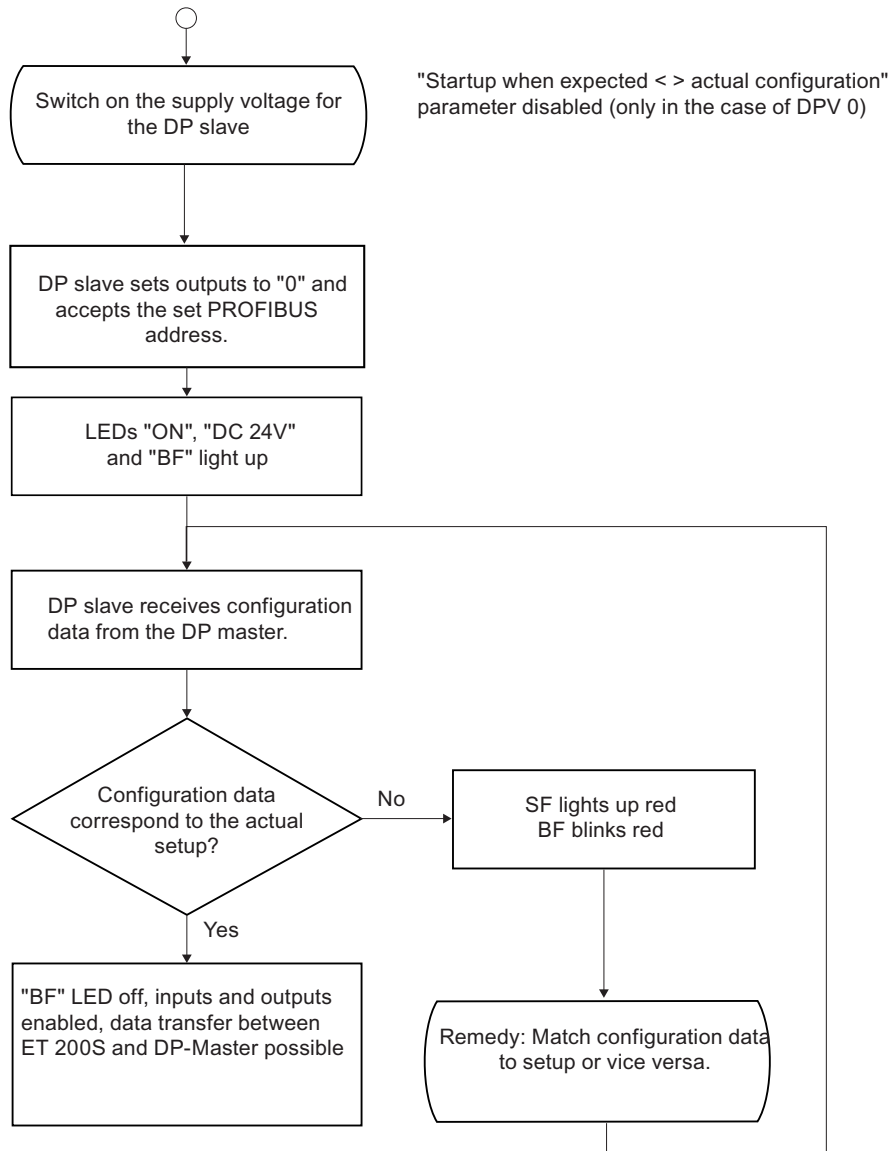 Switch on the supply voltage for
the DP slave
"Startup when expected < > actual configuration"
parameter disabled (only in the case of DPV 0)
DP slave sets outputs to "0" and
accepts the set PROFIBUS
address.
LEDs "ON", "DC 24V"
and "BF" light up
DP slave receives configuration
data from the DP master.
Configuration data
correspond to the actual
setup?
No
SF lights up red
BF blinks red
Yes
"BF" LED off, inputs and outputs
enabled, data transfer between
ET 200S and DP-Master possible
Remedy: Match configuration data
to setup or vice versa.